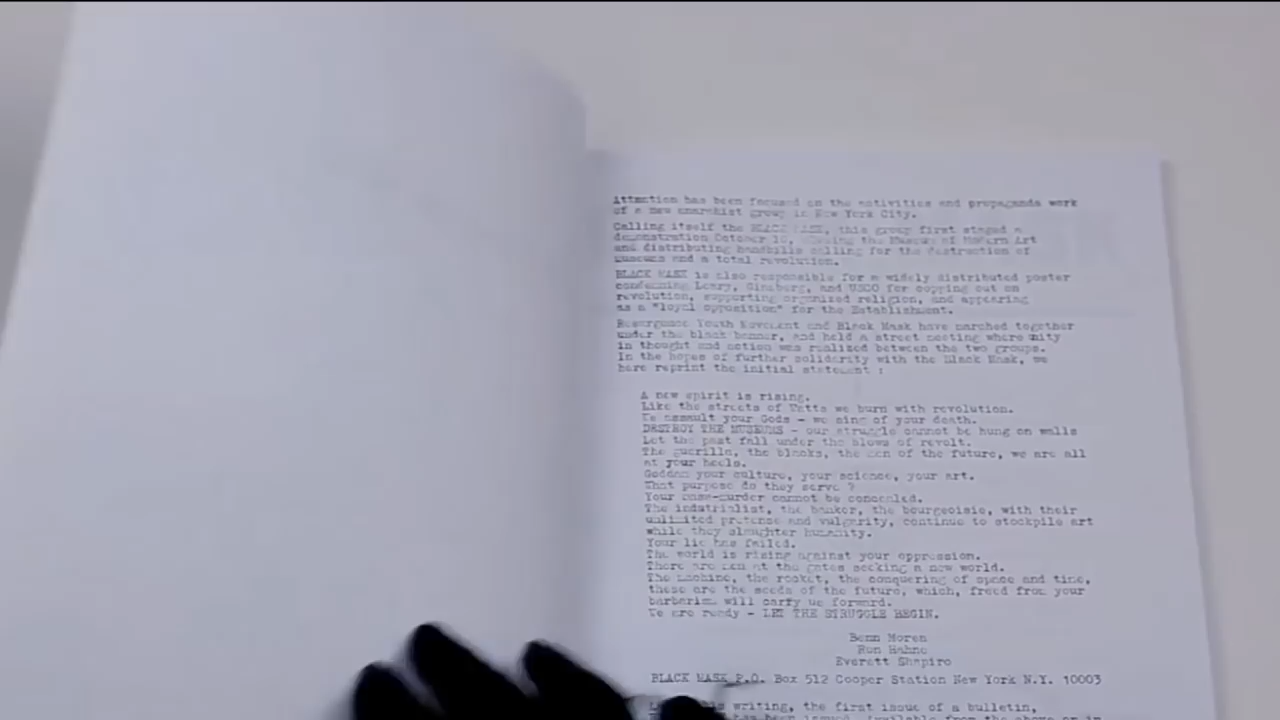 Attention has been focused on the activities and propaganda work
of a new anarchist group in New York City.
Calling itself the BLACK MASK, this group first staged a
demonstration October 10, closing the Museum of Modern Art
and distributing handbills calling for the destruction of
museums and a total revolution.
BLACK MASK is also responsible for a widely distributed poster
condemning Leary, Ginsberg, and USCO for copping out on
revolution, supporting organized religion, and appearing
as a "loyal opposition" for the Establishment.
Resurgence Youth Movement and Black Mask have marched together
under the black banner, and held a street meeting where unity
in thought and action was realized between the two groups.
In the hopes of further solidarity with the Black Mask, we
here reprint the initial statement :
A new spirit is rising.
Like the streets of Watts we burn with revolution.
We assault your Gods - we sing of your death.
DESTROY THE MUSEUMS - our struggle cannot be hung on walls
Let the past fall under the blows of revolt.
The guerilla, the blacks, the men of the future, we are all
at your heels.
Goddam your culture, your science, your art.
What purpose do they serve ?
Your mass-murder cannot be concealed.
The industrialist, the banker, the bourgeoisie, with their
unlimited pretense and vulgarity, continue to stockpile art
while they slaughter humanity.
Your lie has failed.
The world is rising against your oppression.
There are men at the gates seeking a new world.
The machine, the rocket, the conquering of space and time,
these are the seeds of the future, which, freed from your
barbarism will carry us forward.
We are ready - LET THE STRUGGLE BEGIN.
Benn Moren
Ron Hahne
Everett Shapiro
BLACK MASK P.O. Box 512 Cooper Station New York N.Y. 10003
writing, the first issue of a bulletin,
has been issued. Available from the above or in